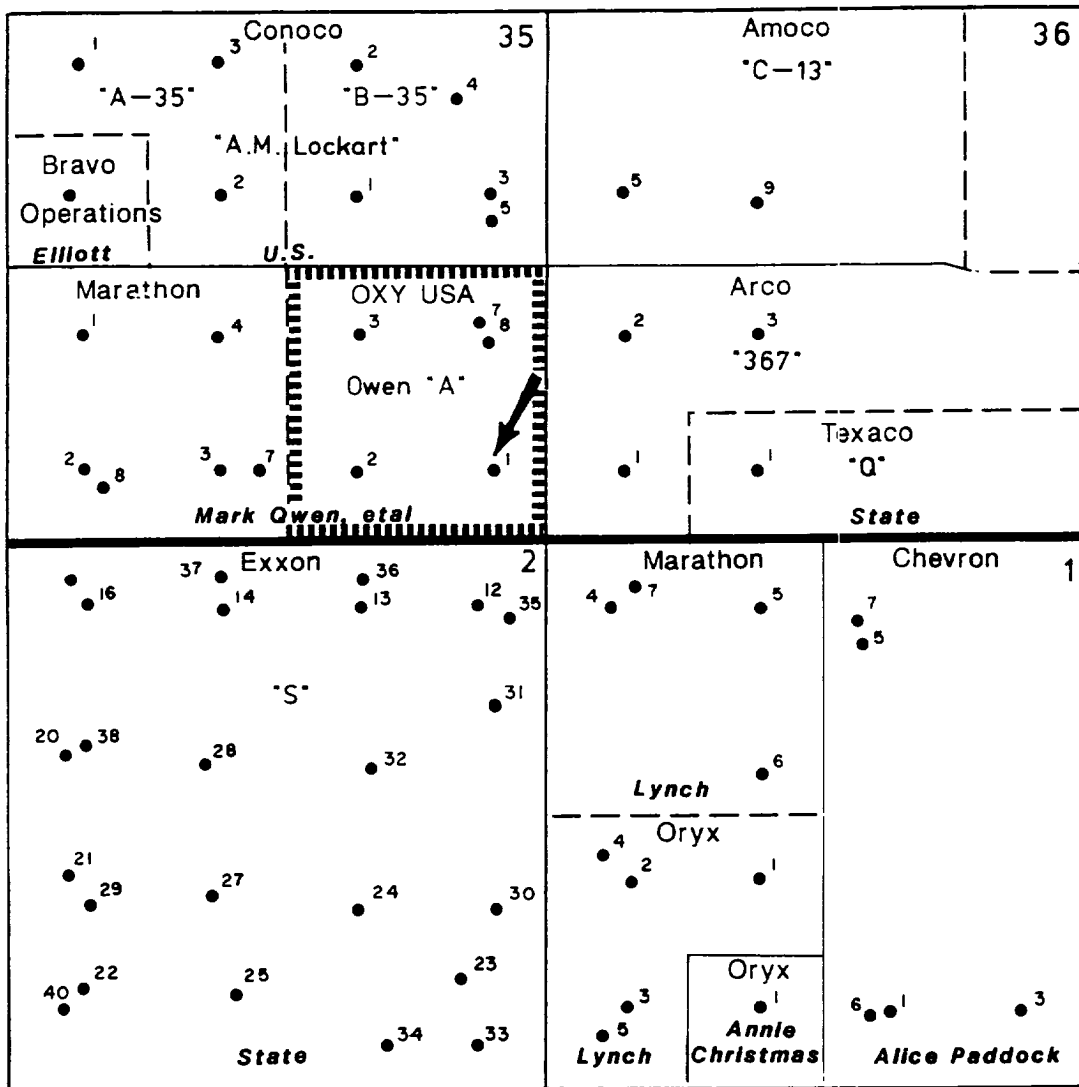 Conoco 35
1 3 2 4
"A-35" "B-35"
"A.M. Lockart"
Bravo
Operations
2 1 3
5
Elliott U.S.
Amoco 36
"C-13"
5 9
Marathon
1 4
2 3 7
8
OXY USA
3 7
8
Owen "A"
2 1
Mark Qwen, etal
Arco
2 3
"367"
1
Texaco
1 "Q"
State
Exxon 2
37 36
16 14 13 12 35
"S"
31
20 38 28 32
21
29 27 24 30
22 25 23
40
34 33
State
Marathon
4 7 5
6
Lynch
Oryx
4
2 1
3
5
Lynch
Oryx
1
Annie
Christmas
Chevron 1
7
5
6 1 3
Alice Paddock